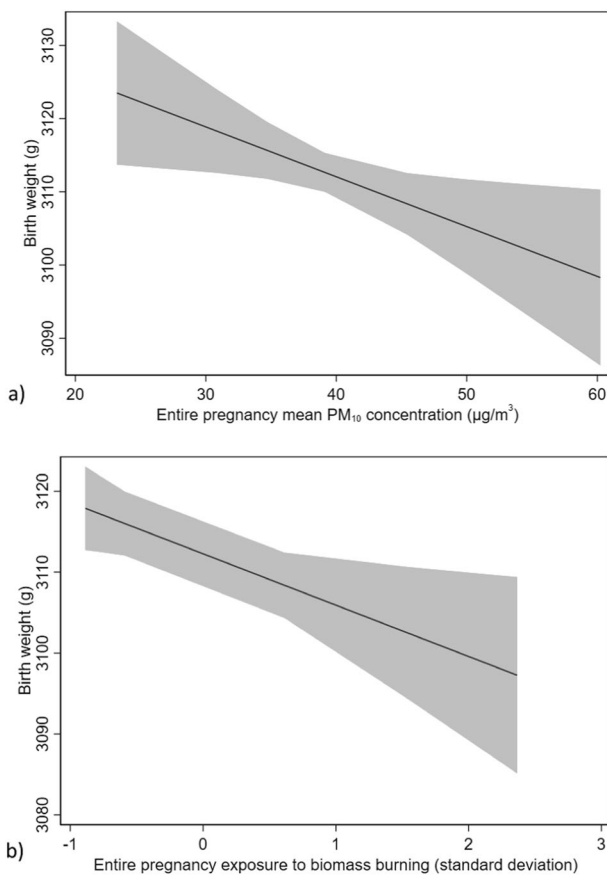 3130
3120
3110
3100
3090
Birth weight (g)
20 30 40 50 60
a)
Entire pregnancy mean PM₁₀ concentration (µg/m³)
3120
3110
3100
3090
3080
Birth weight (g)
-1 0 1 2 3
b)
Entire pregnancy exposure to biomass burning (standard deviation)